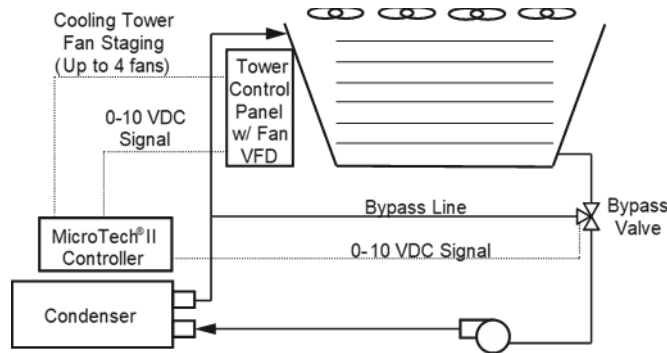 Cooling Tower
Fan Staging
(Up to 4 fans)
Tower
Control
Panel
w/ Fan
VFD
0-10 VDC
Signal
Bypass Line
Bypass
Valve
MicroTech® II
Controller
0-10 VDC Signal
Condenser